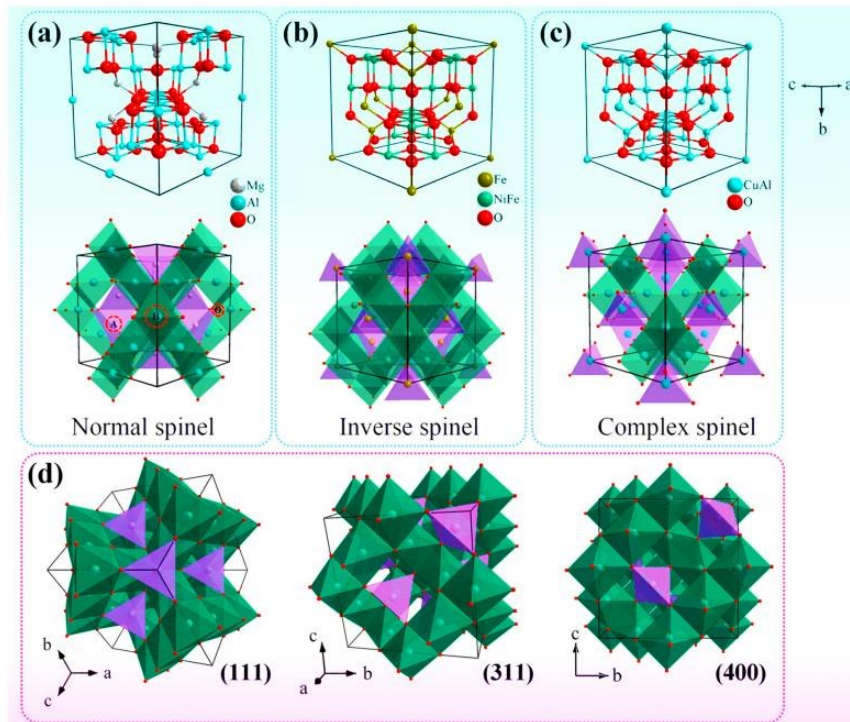 (a)
(b)
(c)
c
a
b
Mg
Al
O
Fe
NiFe
O
CuAl
O
A
B
O
Normal spinel
Inverse spinel
Complex spinel
(d)
b
a
c
(111)
c
b
a
(311)
c
b
(400)